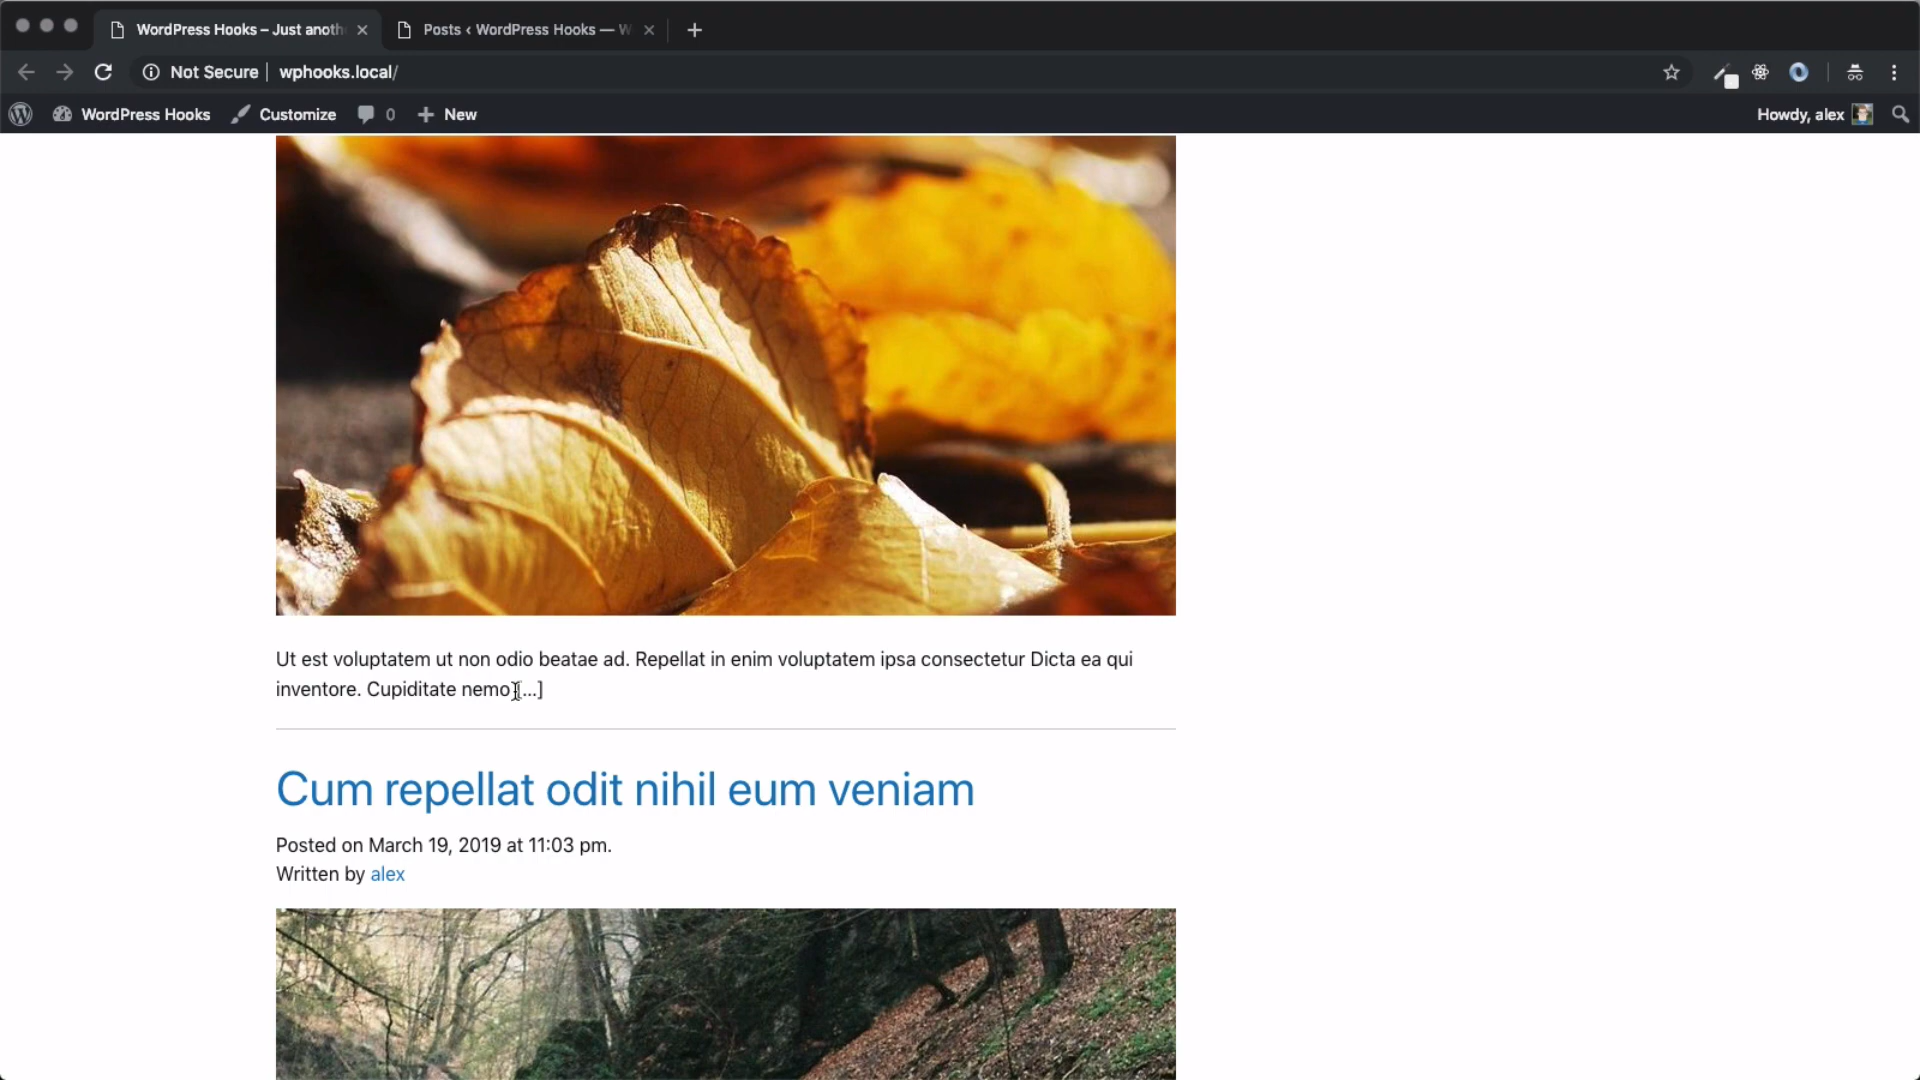 WordPress Hooks – Just anoth
Posts ‹ WordPress Hooks — W
Not Secure | wphooks.local/
WordPress Hooks Customize 0 New Howdy, alex
Ut est voluptatem ut non odio beatae ad. Repellat in enim voluptatem ipsa consectetur Dicta ea qui
inventore. Cupiditate nemo […]
Cum repellat odit nihil eum veniam
Posted on March 19, 2019 at 11:03 pm.
Written by alex